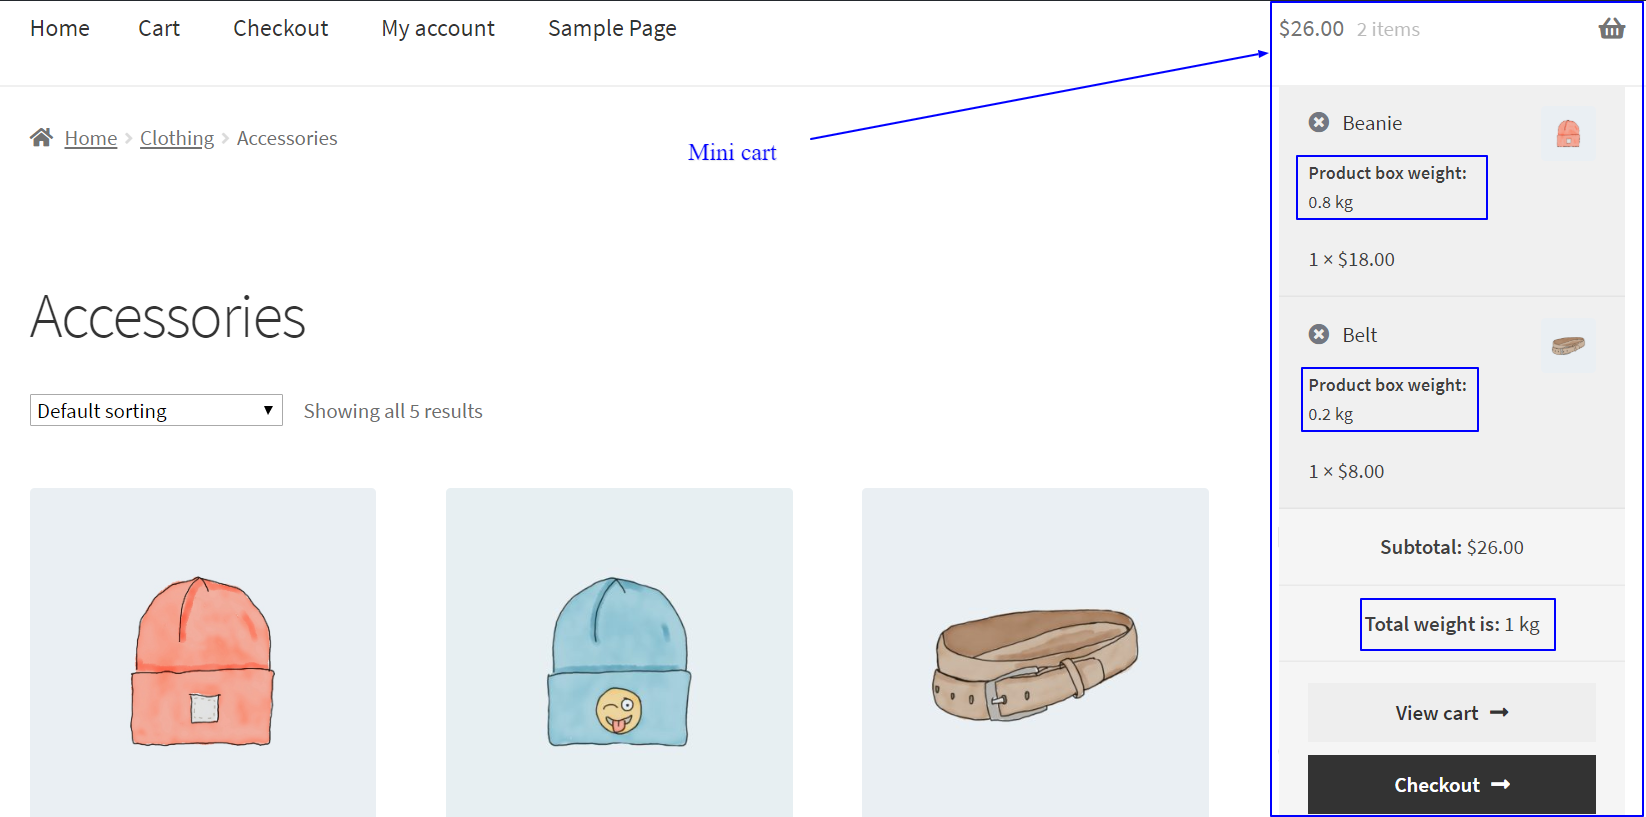 Home Cart Checkout My account Sample Page
$26.00 2 items
Home Clothing Accessories
Mini cart
Accessories
Default sorting
Showing all 5 results
Beanie
Product box weight:
0.8 kg
1 × $18.00
Belt
Product box weight:
0.2 kg
1 × $8.00
Subtotal: $26.00
Total weight is: 1 kg
View cart
Checkout